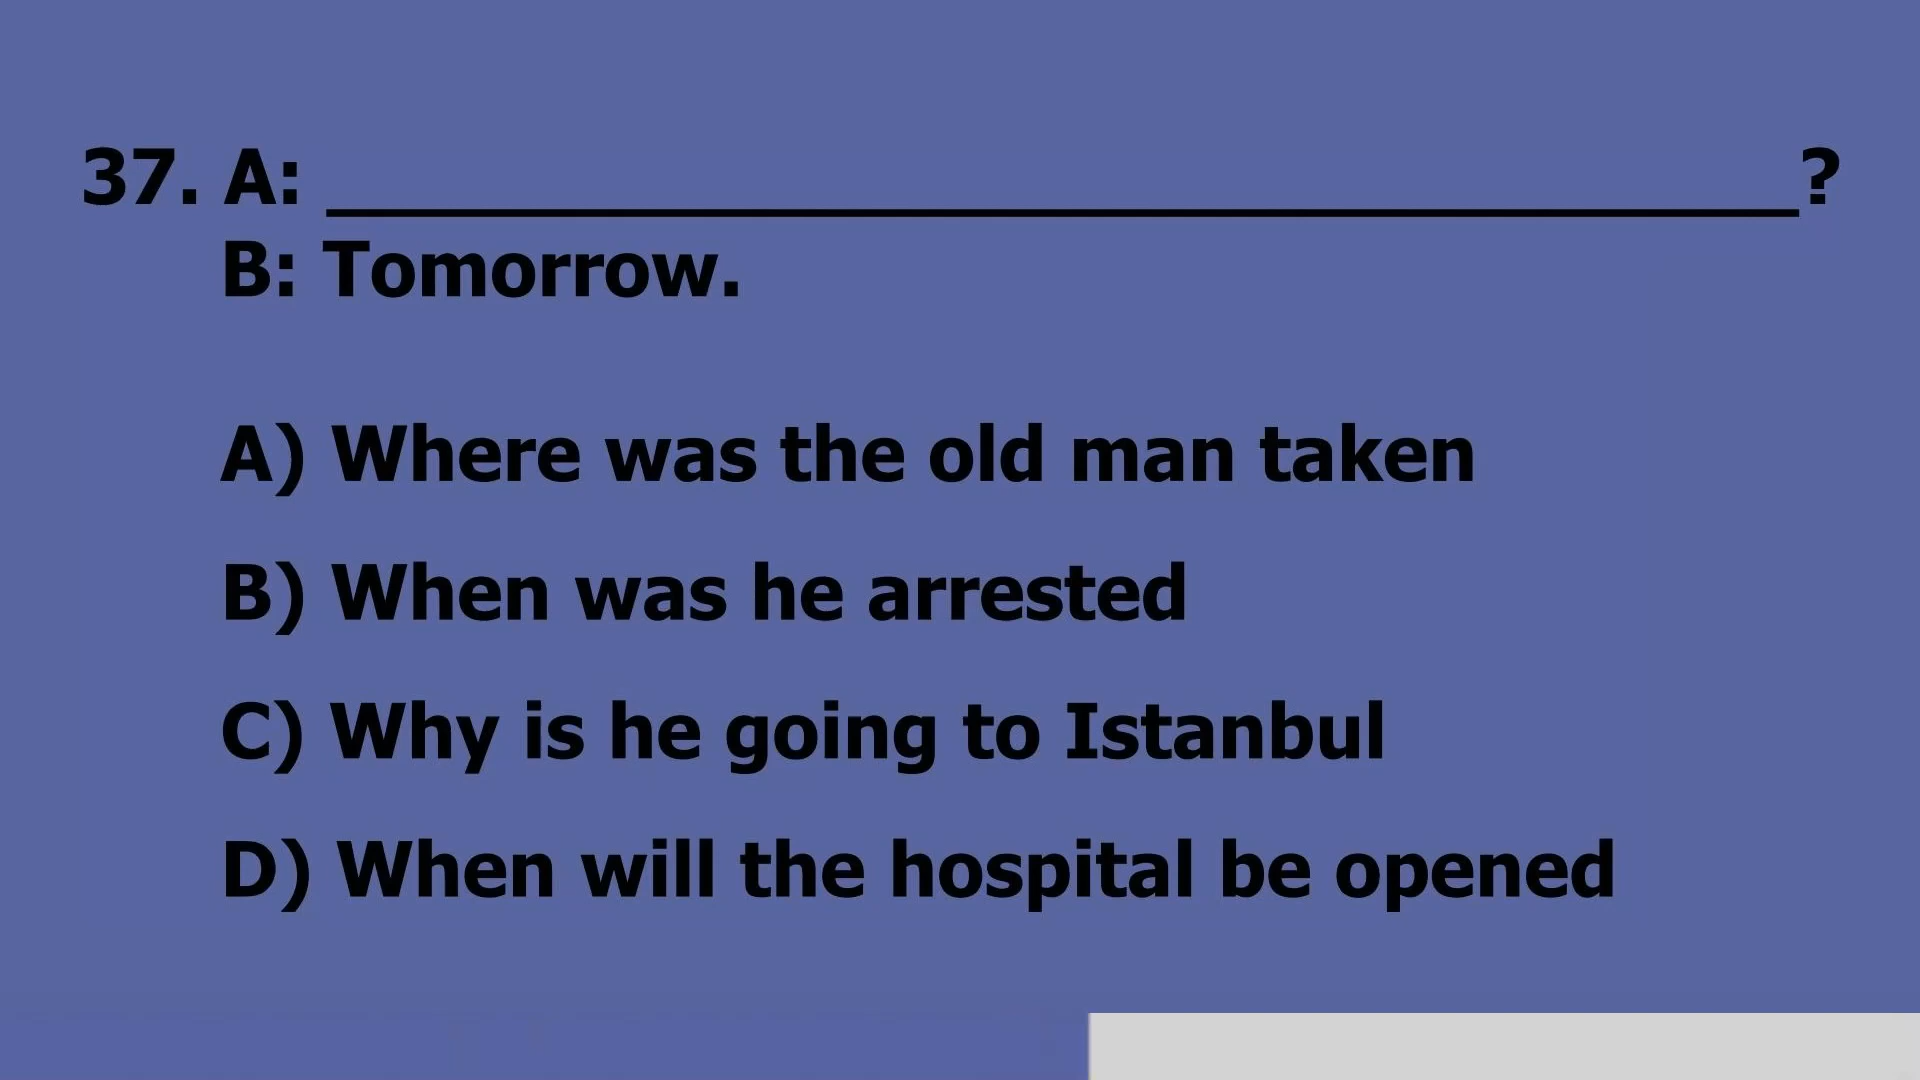 37. A: ________________________________?
B: Tomorrow.
A) Where was the old man taken
B) When was he arrested
C) Why is he going to Istanbul
D) When will the hospital be opened